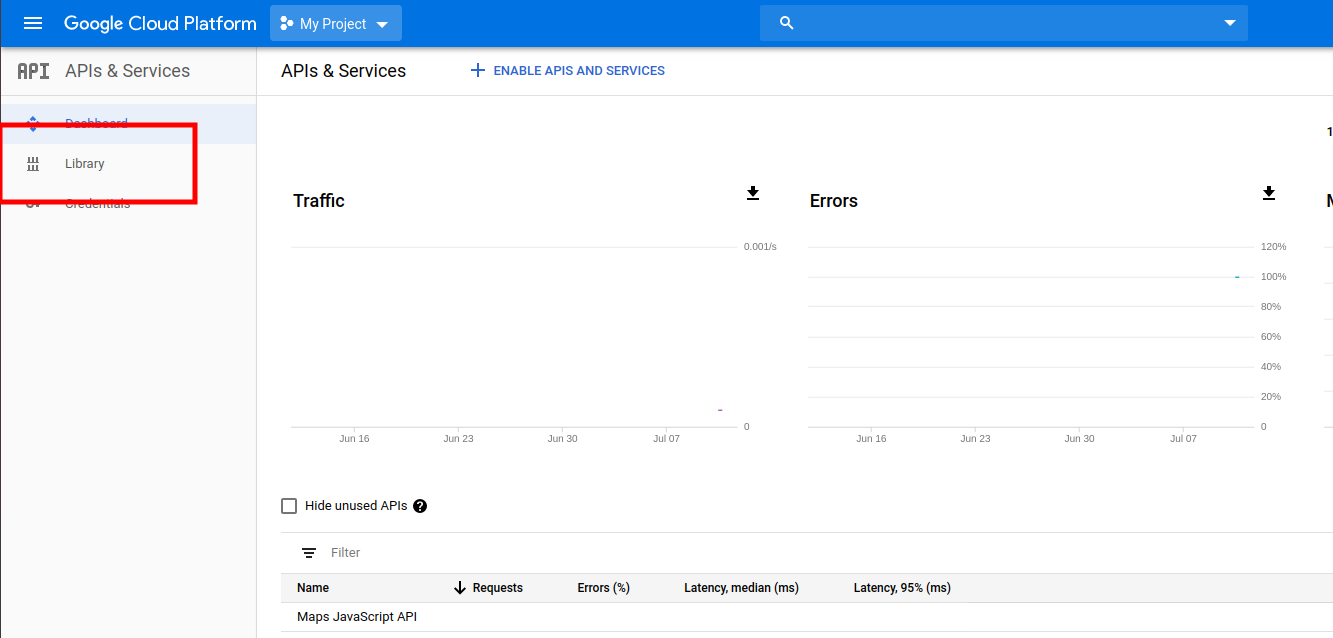 Google Cloud Platform My Project
API APIs & Services
APIs & Services
ENABLE APIS AND SERVICES
Dashboard
Library
Credentials
1
Traffic
0.001/s
0
Jun 16 Jun 23 Jun 30 Jul 07
Errors
120%
100%
80%
60%
40%
20%
0
Jun 16 Jun 23 Jun 30 Jul 07
M
Hide unused APIs ?
Filter
Name Requests Errors (%) Latency, median (ms) Latency, 95% (ms)
Maps JavaScript API